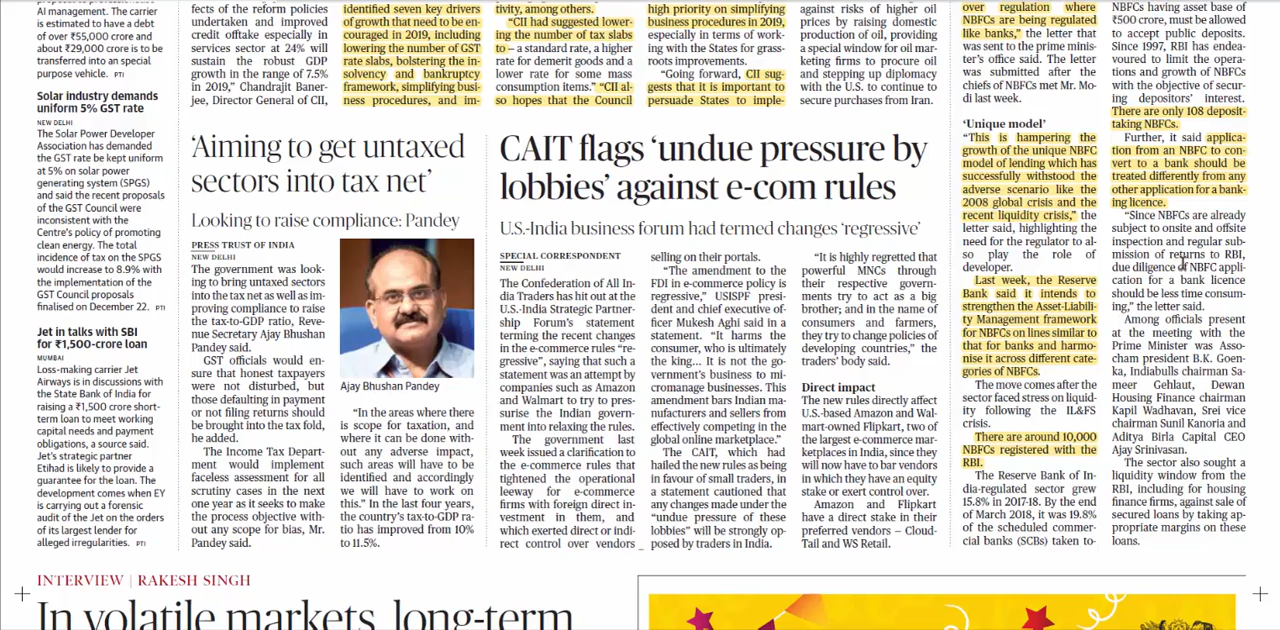 AI management. The carrier
is estimated to have a debt
of over ₹55,000 crore and
about ₹29,000 crore is to be
transferred into an special
purpose vehicle. PTI
Solar industry demands
uniform 5% GST rate
NEW DELHI
The Solar Power Developer
Association has demanded
the GST rate be kept uniform
at 5% on solar power
generating system (SPGS)
and said the recent proposals
of the GST Council were
inconsistent with the
Centre's policy of promoting
clean energy. The total
incidence of tax on the SPGS
would increase to 8.9% with
the implementation of the
GST Council proposals
finalised on December 22. PTI
Jet in talks with SBI
for ₹1,500-crore loan
MUMBAI
Loss-making carrier Jet
Airways is in discussions with
the State Bank of India for
raising a ₹1,500 crore short-
term loan to meet working
capital needs and payment
obligations, a source said.
Jet's strategic partner
Etihad is likely to provide a
guarantee for the loan. The
development comes when EY
is carrying out a forensic
audit of the Jet on the orders
of its largest lender for
alleged irregularities. PTI
fects of the reform policies
undertaken and improved
credit offtake especially in
services sector at 24% will
sustain the robust GDP
growth in the range of 7.5%
in 2019," Chandrajit Baner-
jee, Director General of CII,
identified seven key drivers
of growth that need to be en-
couraged in 2019, including
lowering the number of GST
rate slabs, bolstering the in-
solvency and bankruptcy
framework, simplifying busi-
ness procedures, and im-
tivity, among others.
"CII had suggested lower-
ing the number of tax slabs
to – a standard rate, a higher
rate for demerit goods and a
lower rate for some mass
consumption items." "CII al-
so hopes that the Council
high priority on simplifying
business procedures in 2019,
especially in terms of work-
ing with the States for grass-
roots improvements.
"Going forward, CII sug-
gests that it is important to
persuade States to imple-
against risks of higher oil
prices by raising domestic
production of oil, providing
a special window for oil mar-
keting firms to procure oil
and stepping up diplomacy
with the U.S. to continue to
secure purchases from Iran.
'Aiming to get untaxed
sectors into tax net'
Looking to raise compliance: Pandey
PRESS TRUST OF INDIA
NEW DELHI
The government was look-
ing to bring untaxed sectors
into the tax net as well as im-
proving compliance to raise
the tax-to-GDP ratio, Reve-
nue Secretary Ajay Bhushan
Pandey said.
GST officials would en-
sure that honest taxpayers
were not disturbed, but
those defaulting in payment
or not filing returns should
be brought into the tax fold,
he added.
The Income Tax Depart-
ment would implement
faceless assessment for all
scrutiny cases in the next
one year as it seeks to make
the process objective with-
out any scope for bias, Mr.
Pandey said.
Ajay Bhushan Pandey
"In the areas where there
is scope for taxation, and
where it can be done with-
out any adverse impact,
such areas will have to be
identified and accordingly
we will have to work on
this." In the last four years,
the country's tax-to-GDP ra-
tio has improved from 10%
to 11.5%.
CAIT flags 'undue pressure by
lobbies' against e-com rules
U.S.-India business forum had termed changes 'regressive'
SPECIAL CORRESPONDENT
NEW DELHI
The Confederation of All In-
dia Traders has hit out at the
U.S.-India Strategic Partner-
ship Forum's statement
terming the recent changes
in the e-commerce rules "re-
gressive", saying that such a
statement was an attempt by
companies such as Amazon
and Walmart to try to pres-
surise the Indian govern-
ment into relaxing the rules.
The government last
week issued a clarification to
the e-commerce rules that
tightened the operational
leeway for e-commerce
firms with foreign direct in-
vestment in them, and
which exerted direct or indi-
rect control over vendors
selling on their portals.
"The amendment to the
FDI in e-commerce policy is
regressive," USISPF presi-
dent and chief executive of-
ficer Mukesh Aghi said in a
statement. "It harms the
consumer, who is ultimately
the king... It is not the go-
vernment's business to mi-
cromanage businesses. This
amendment bars Indian ma-
nufacturers and sellers from
effectively competing in the
global online marketplace."
The CAIT, which had
hailed the new rules as being
in favour of small traders, in
a statement cautioned that
any changes made under the
"undue pressure of these
lobbies" will be strongly op-
posed by traders in India.
"It is highly regretted that
powerful MNCs through
their respective govern-
ments try to act as a big
brother; and in the name of
consumers and farmers,
they try to change policies of
developing countries," the
traders' body said.
Direct impact
The new rules directly affect
U.S.-based Amazon and Wal-
mart-owned Flipkart, two of
the largest e-commerce mar-
ketplaces in India, since they
will now have to bar vendors
in which they have an equity
stake or exert control over.
Amazon and Flipkart
have a direct stake in their
preferred vendors – Cloud-
Tail and WS Retail.
over regulation where
NBFCs are being regulated
like banks," the letter that
was sent to the prime minis-
ter's office said. The letter
was submitted after the
chiefs of NBFCs met Mr. Mo-
di last week.
'Unique model'
"This is hampering the
growth of the unique NBFC
model of lending which has
successfully withstood the
adverse scenario like the
2008 global crisis and the
recent liquidity crisis," the
letter said, highlighting the
need for the regulator to al-
so play the role of
developer.
Last week, the Reserve
Bank said it intends to
strengthen the Asset-Liabili-
ty Management framework
for NBFCs on lines similar to
that for banks and harmo-
nise it across different cate-
gories of NBFCs.
The move comes after the
sector faced stress on liquid-
ity following the IL&FS
crisis.
There are around 10,000
NBFCs registered with the
RBI.
The Reserve Bank of In-
dia-regulated sector grew
15.8% in 2017-18. By the end
of March 2018, it was 19.8%
of the scheduled commer-
cial banks (SCBs) taken to-
NBFCs having asset base of
₹500 crore, must be allowed
to accept public deposits.
Since 1997, RBI has endea-
voured to limit the opera-
tions and growth of NBFCs
with the objective of secur-
ing depositors' interest.
There are only 108 deposit-
taking NBFCs.
Further, it said applica-
tion from an NBFC to con-
vert to a bank should be
treated differently from any
other application for a bank-
ing licence.
"Since NBFCs are already
subject to onsite and offsite
inspection and regular sub-
mission of returns to RBI,
due diligence of NBFC appli-
cation for a bank licence
should be less time consum-
ing," the letter said.
Among officials present
at the meeting with the
Prime Minister was Asso-
cham president B.K. Goen-
ka, Indiabulls chairman Sa-
meer Gehlaut, Dewan
Housing Finance chairman
Kapil Wadhavan, Srei vice
chairman Sunil Kanoria and
Aditya Birla Capital CEO
Ajay Srinivasan.
The sector also sought a
liquidity window from the
RBI, including for housing
finance firms, against sale of
secured loans by taking ap-
propriate margins on these
loans.
INTERVIEW | RAKESH SINGH
In volatile markets, long-term